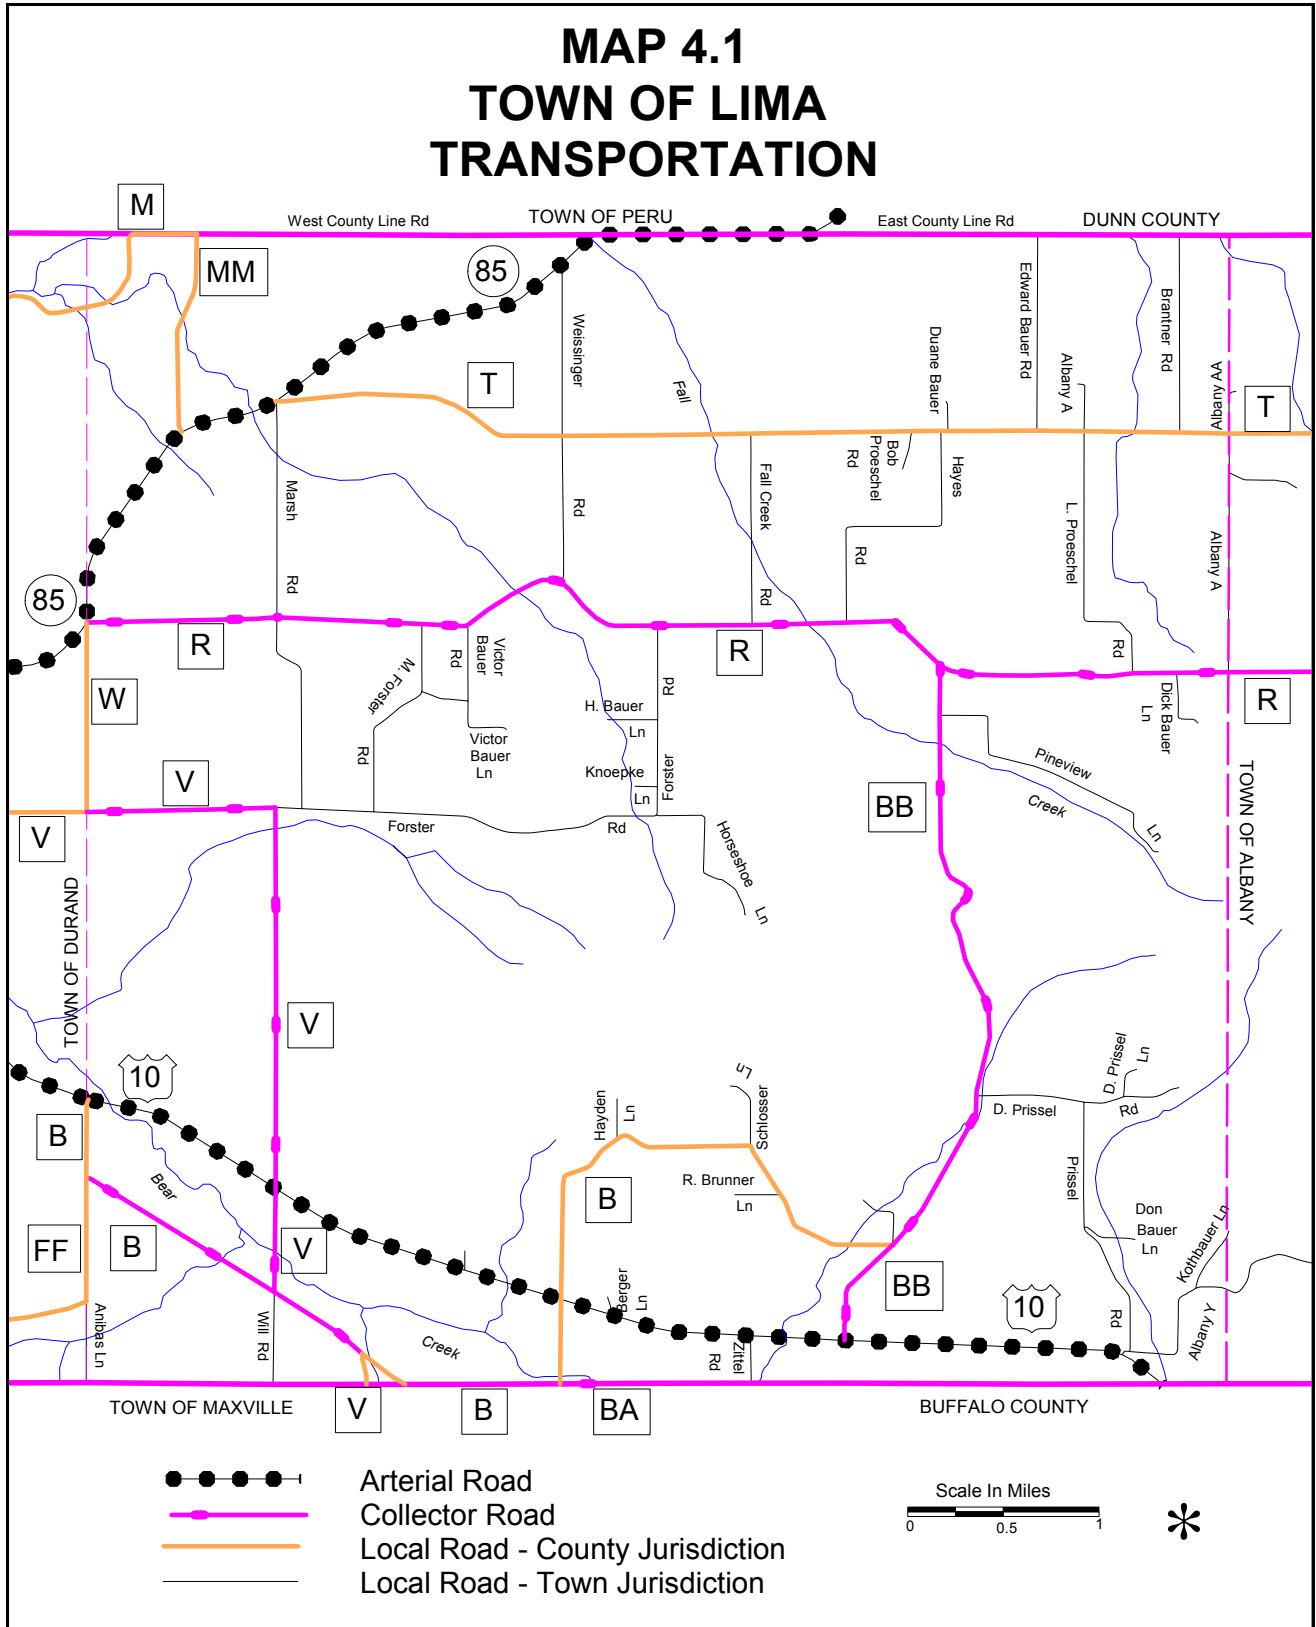 MAP 4.1
TOWN OF LIMA
TRANSPORTATION
M
West County Line Rd
TOWN OF PERU
East County Line Rd
DUNN COUNTY
MM
85
Weissinger
Rd
Fall
Edward Bauer Rd
Brantner Rd
Duane Bauer
Albany A
Albany AA
T
T
Marsh
Rd
Fall Creek
Rd
Bob
Proeschel
Rd
Hayes
Rd
L. Proeschel
Rd
Albany A
85
R
R
R
W
M. Forster
Rd
Victor
Bauer
Rd
Victor
Bauer
Ln
H. Bauer
Ln
Knoepke
Ln
Rd
Forster
Dick Bauer
Ln
Pineview
Ln
Creek
V
V
Forster
Rd
Horseshoe
Ln
BB
TOWN OF ALBANY
TOWN OF DURAND
V
10
B
Bear
Hayden
Ln
Ln
Schlosser
D. Prissel
Ln
D. Prissel
Rd
R. Brunner
Ln
B
Prissel
Rd
Don
Bauer
Ln
Kothbauer Ln
FF
B
V
BB
10
Anibas Ln
Will Rd
Berger
Ln
Creek
Zittel
Rd
Albany Y
TOWN OF MAXVILLE
V
B
BA
BUFFALO COUNTY
Arterial Road
Collector Road
Local Road - County Jurisdiction
Local Road - Town Jurisdiction
Scale In Miles
0 0.5 1